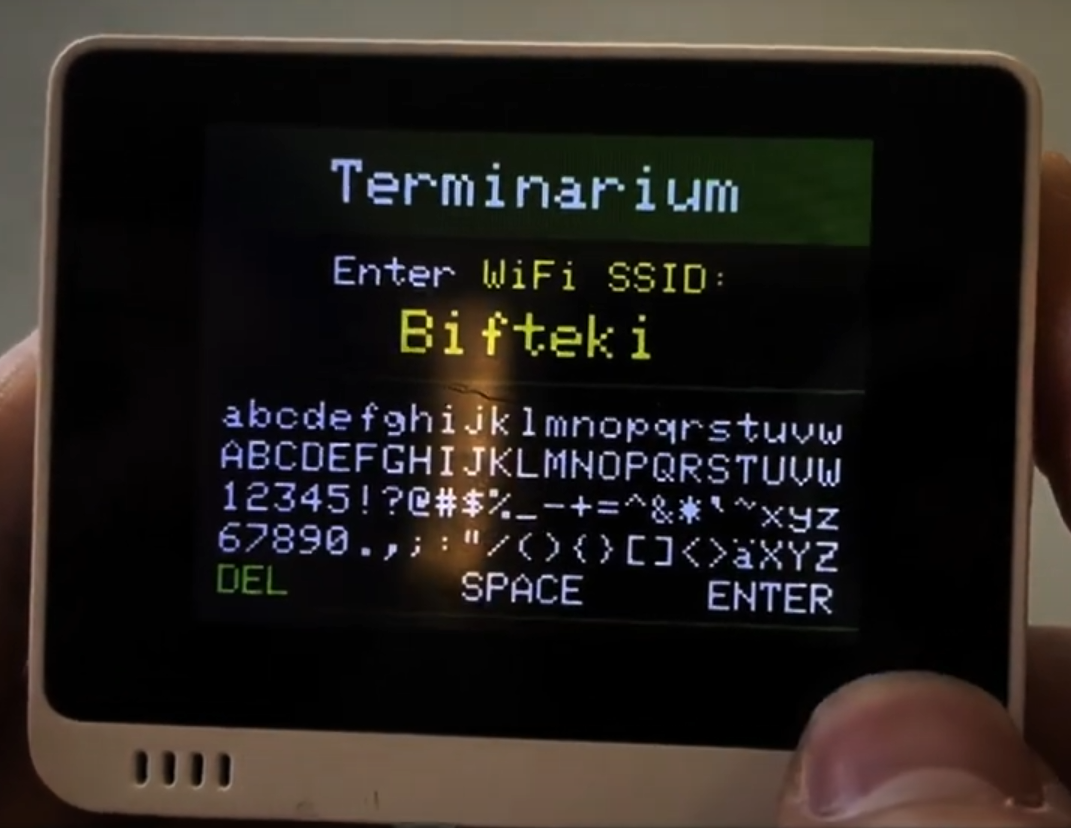 Terminarium
Enter WiFi SSID:
Bifteki
abcdefghijklmnopqrstuvw
ABCDEFGHIJKLMNOPQRSTUVW
12345!?@#$%_-+=^&*`~xyz
67890.,;:"/(){}[]<>äXYZ
DEL SPACE ENTER